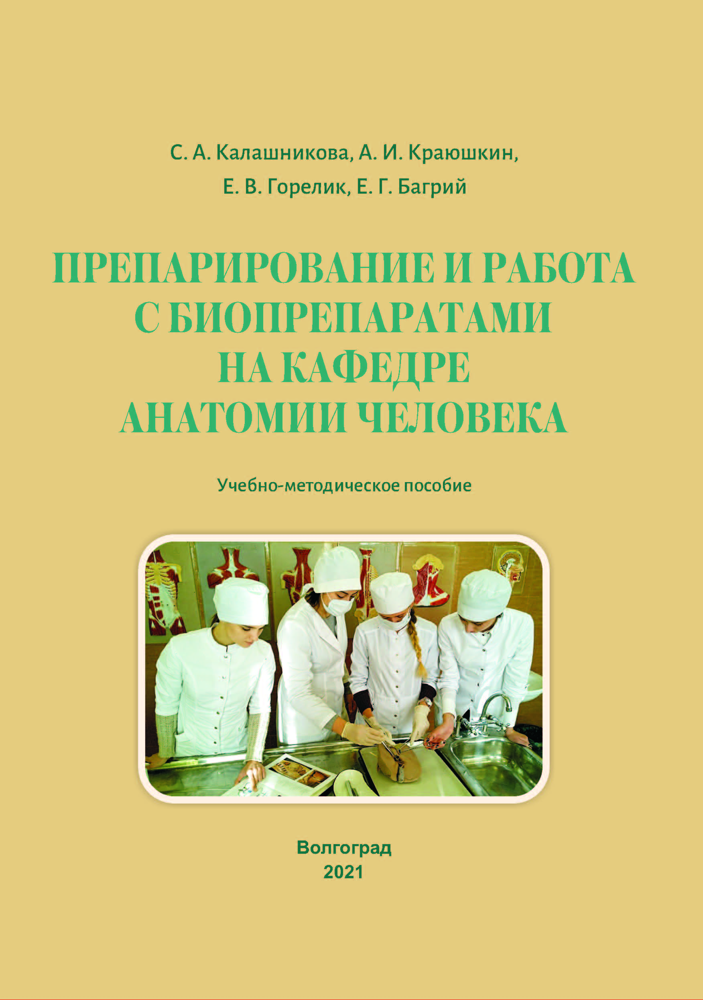 С. А. Калашникова, А. И. Краюшкин,
Е. В. Горелик, Е. Г. Багрий
ПРЕПАРИРОВАНИЕ И РАБОТА
С БИОПРЕПАРАТАМИ
НА КАФЕДРЕ
АНАТОМИИ ЧЕЛОВЕКА
Учебно-методическое пособие
Волгоград
2021